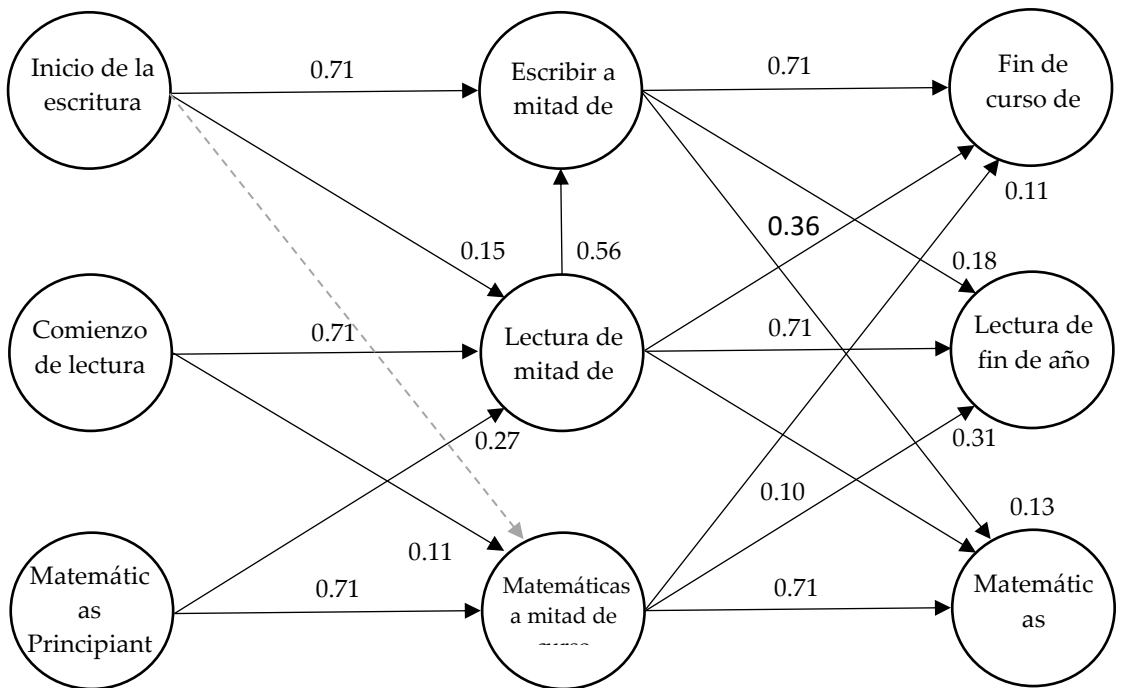 Inicio de la
escritura
0.71
Escribir a
mitad de
0.71
Fin de
curso de
0.11
0.36
0.15
0.56
0.18
Comienzo
de lectura
0.71
Lectura de
mitad de
0.71
Lectura de
fin de año
0.27
0.31
0.10
0.13
0.11
Matemátic
as
Principiant
0.71
Matemáticas
a mitad de
0.71
Matemátic
as